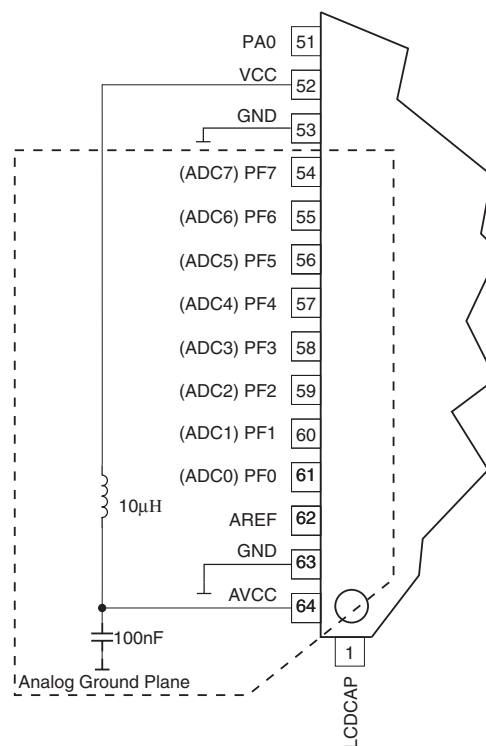 PA0 51
VCC 52
GND 53
(ADC7) PF7 54
(ADC6) PF6 55
(ADC5) PF5 56
(ADC4) PF4 57
(ADC3) PF3 58
(ADC2) PF2 59
(ADC1) PF1 60
(ADC0) PF0 61
10μH
AREF 62
GND 63
AVCC 64
100nF
1
Analog Ground Plane
LCDCAP